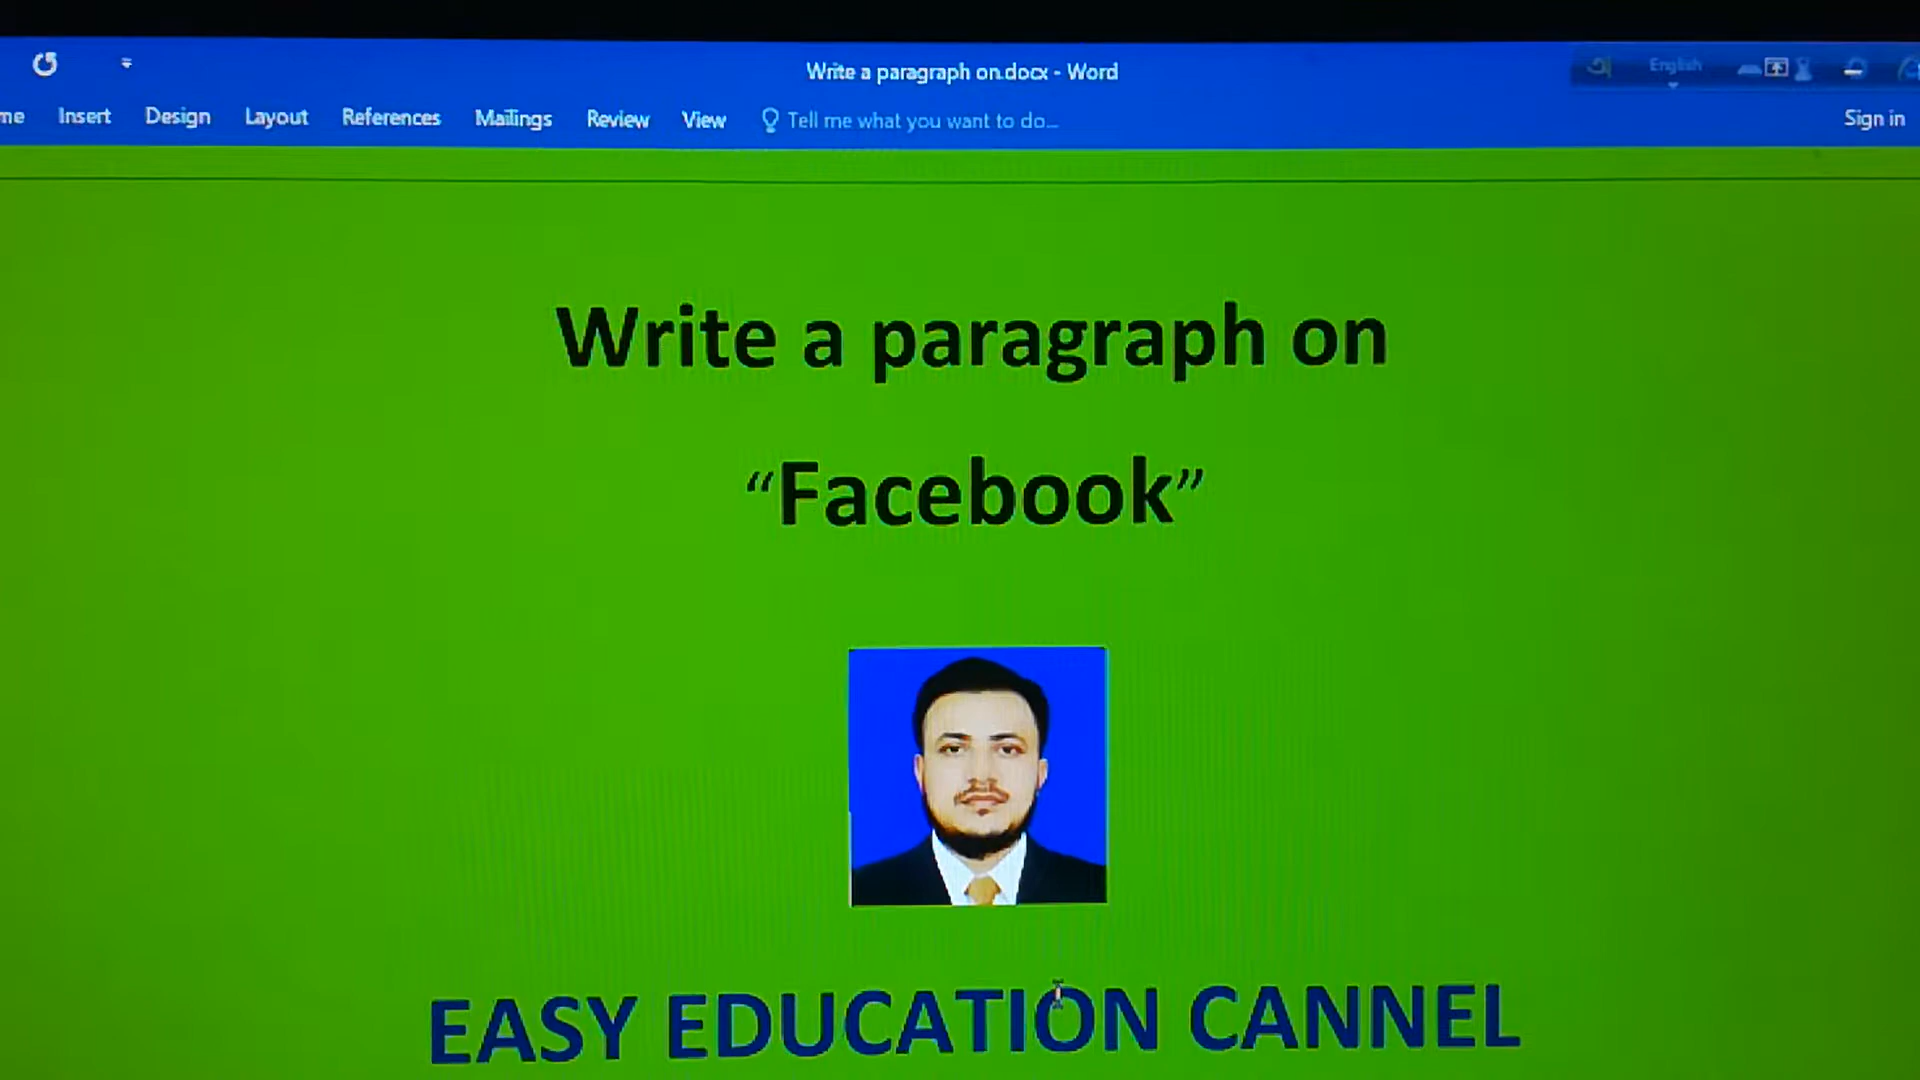 Write a paragraph on.docx - Word
English
me Insert Design Layout References Mailings Review View Tell me what you want to do... Sign in
Write a paragraph on
“Facebook”
EASY EDUCATION CANNEL